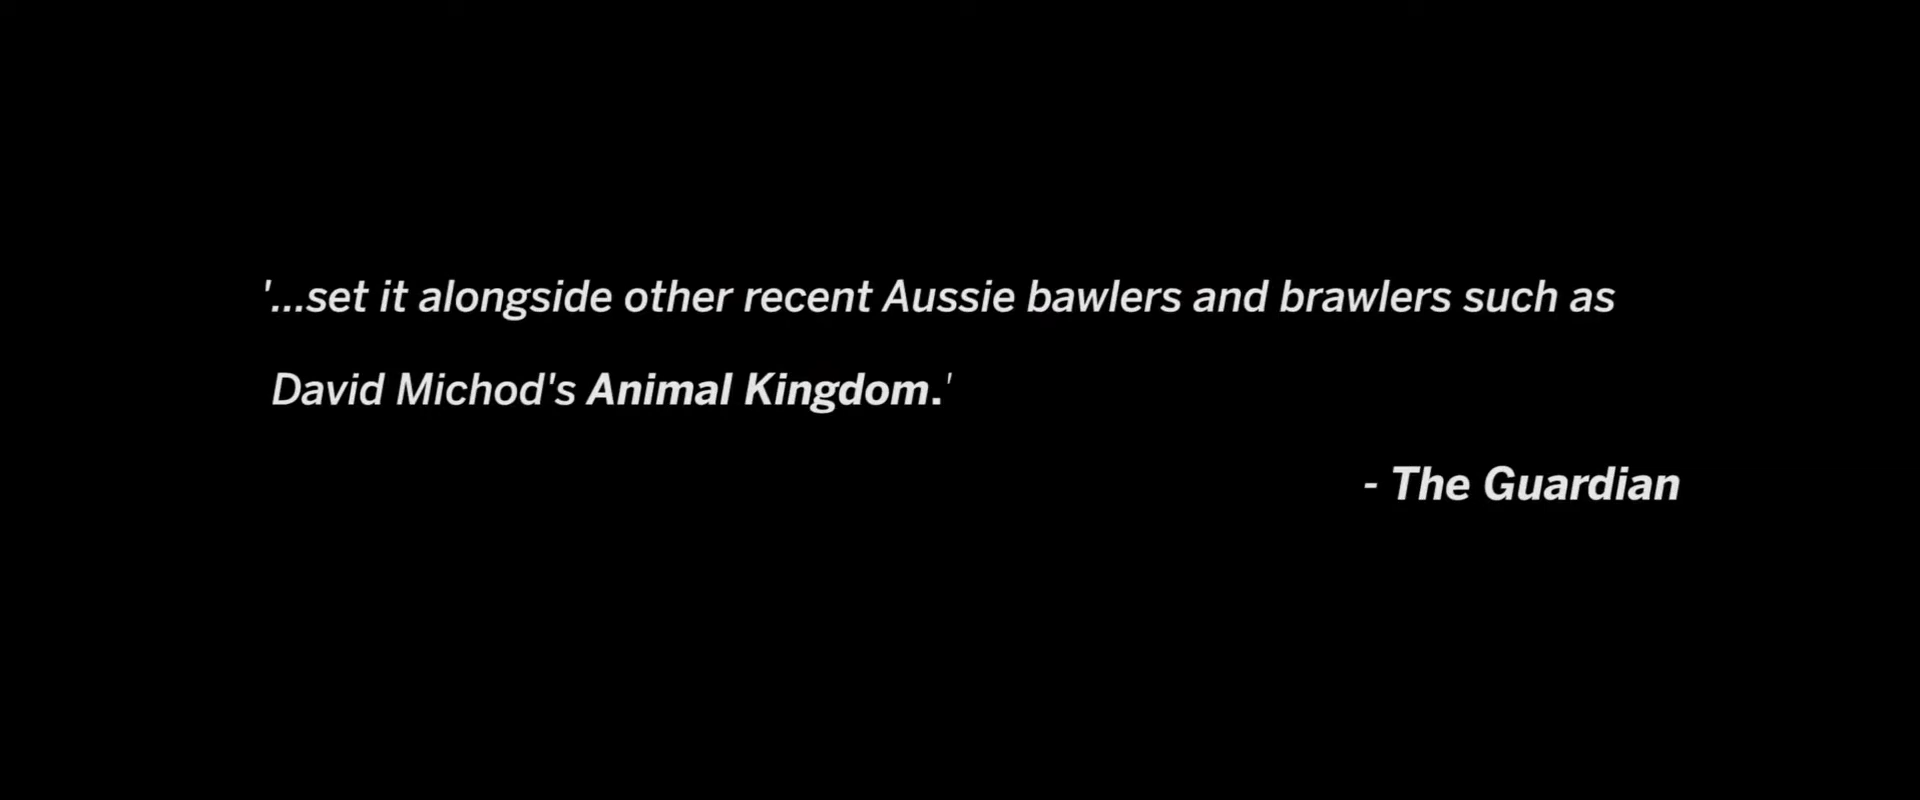 '...set it alongside other recent Aussie bawlers and brawlers such as
David Michod's Animal Kingdom.'
- The Guardian